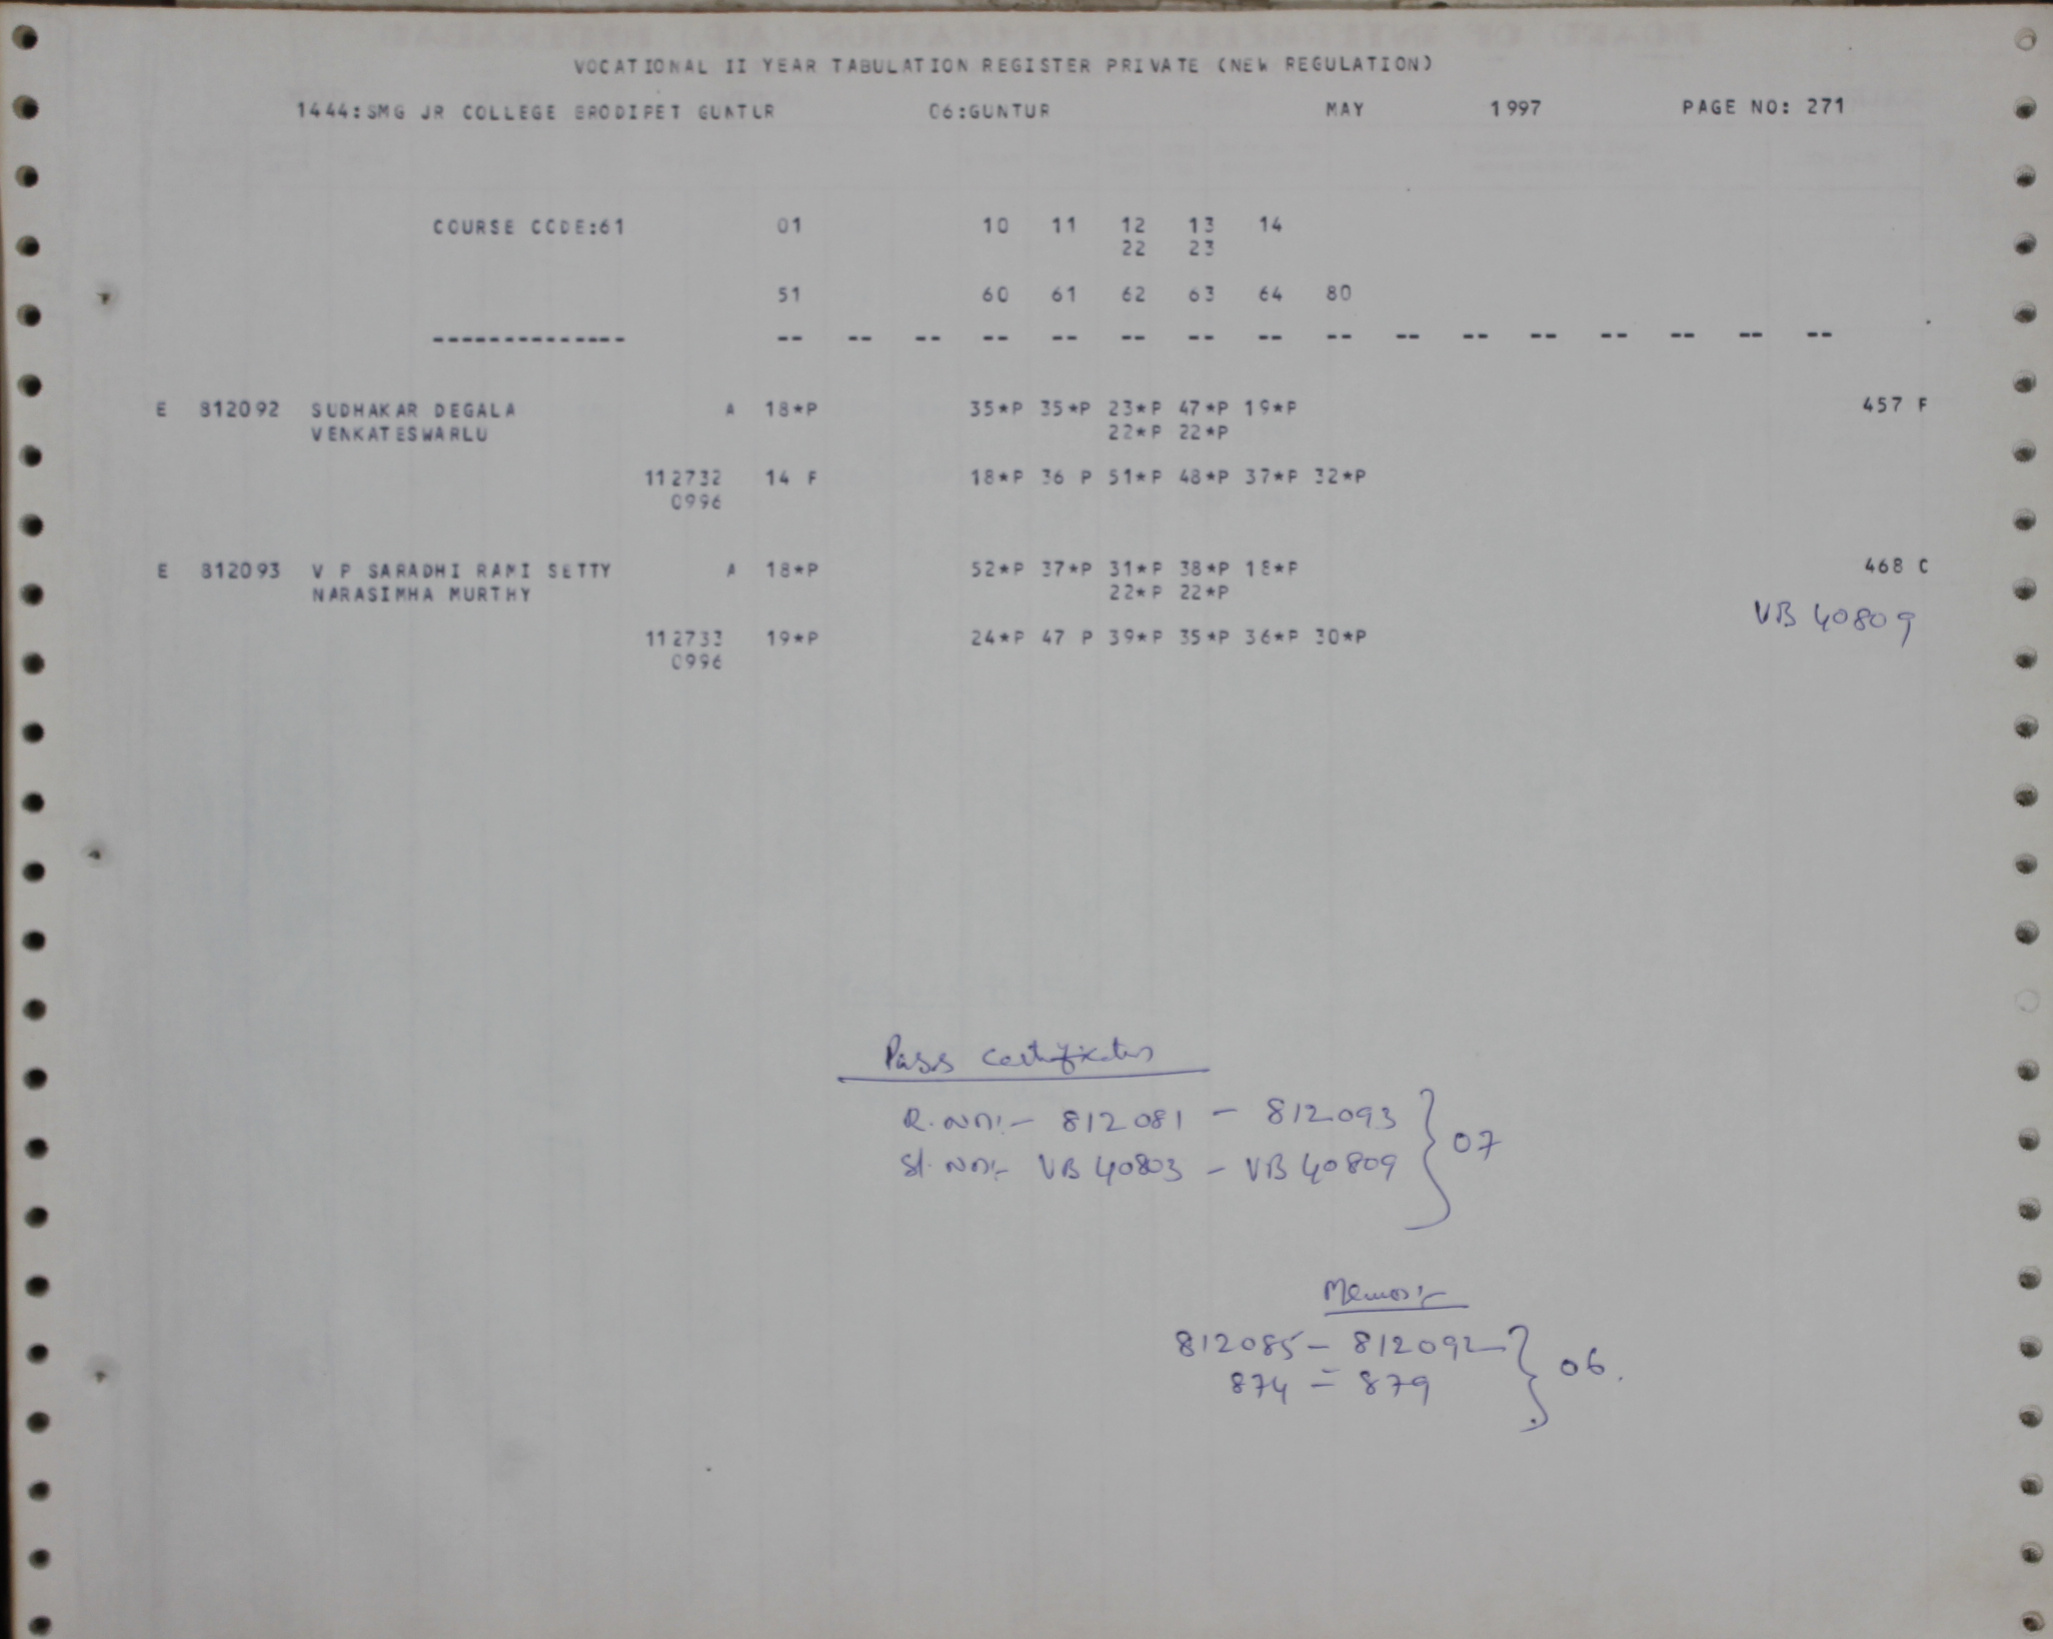 VOCATIONAL II YEAR TABULATION REGISTER PRIVATE (NEW REGULATION)
1444:SMG JR COLLEGE BRODIPET GUNTUR 06:GUNTUR MAY 1997 PAGE NO: 271
COURSE CODE:61 01 10 11 12 13 14
22 23
51 60 61 62 63 64 80
-------------- -- -- -- -- -- -- -- -- -- -- -- -- -- -- -- --
E 812092 SUDHAKAR DEGALA A 18*P 35*P 35*P 23*P 47*P 19*P 457 F
VENKATESWARLU 22*P 22*P
112732 14 F 18*P 36 P 51*P 48*P 37*P 32*P
0996
E 812093 V P SARADHI RAMI SETTY A 18*P 52*P 37*P 31*P 38*P 18*P 468 C
NARASIMHA MURTHY 22*P 22*P
VB 40809
112733 19*P 24*P 47 P 39*P 35*P 36*P 30*P
0996
Pass Certificates
R.No:- 812081 - 812093 } 07
Sl. No:- VB 40803 - VB 40809
Memos:-
812085 - 812092 } 06.
874 - 879